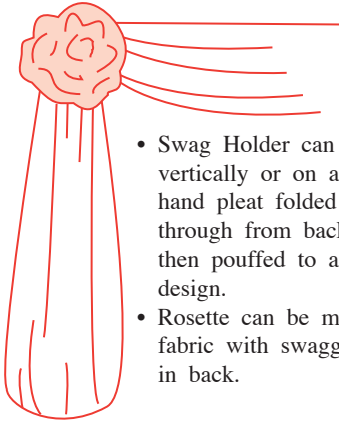 • Swag Holder can
vertically or on a
hand pleat folded
through from bac
then pouffed to a
design.
• Rosette can be m
fabric with swagg
in back.